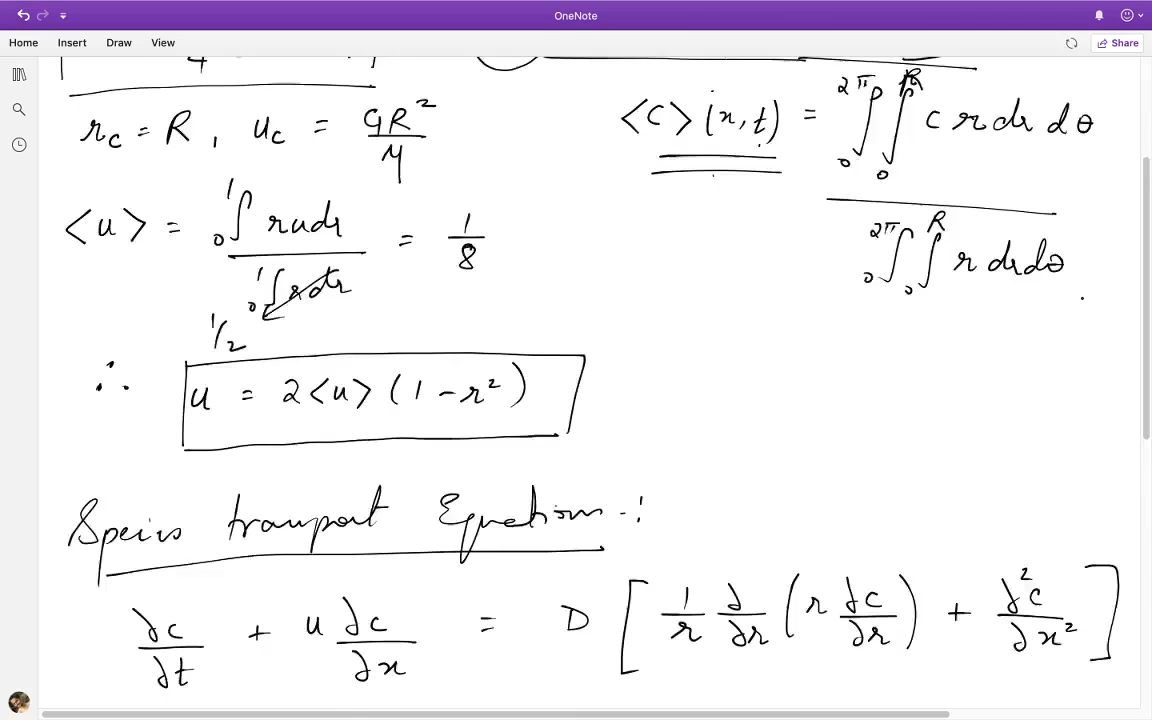 OneNote
Home Insert Draw View Share
4
r_c = R , u_c = GR²/μ
<c> (x, t) = ∫₀^{2π} ∫₀^R c r dr dθ / ∫₀^{2π} ∫₀^R r dr dθ
<u> = ∫₀¹ r u dr / ∫₀¹ r dr = 1/8
1/2
∴ u = 2<u> (1 - r²)
Species transport Equation :
∂c/∂t + u ∂c/∂x = D [ 1/r ∂/∂r ( r ∂c/∂r ) + ∂²c/∂x² ]